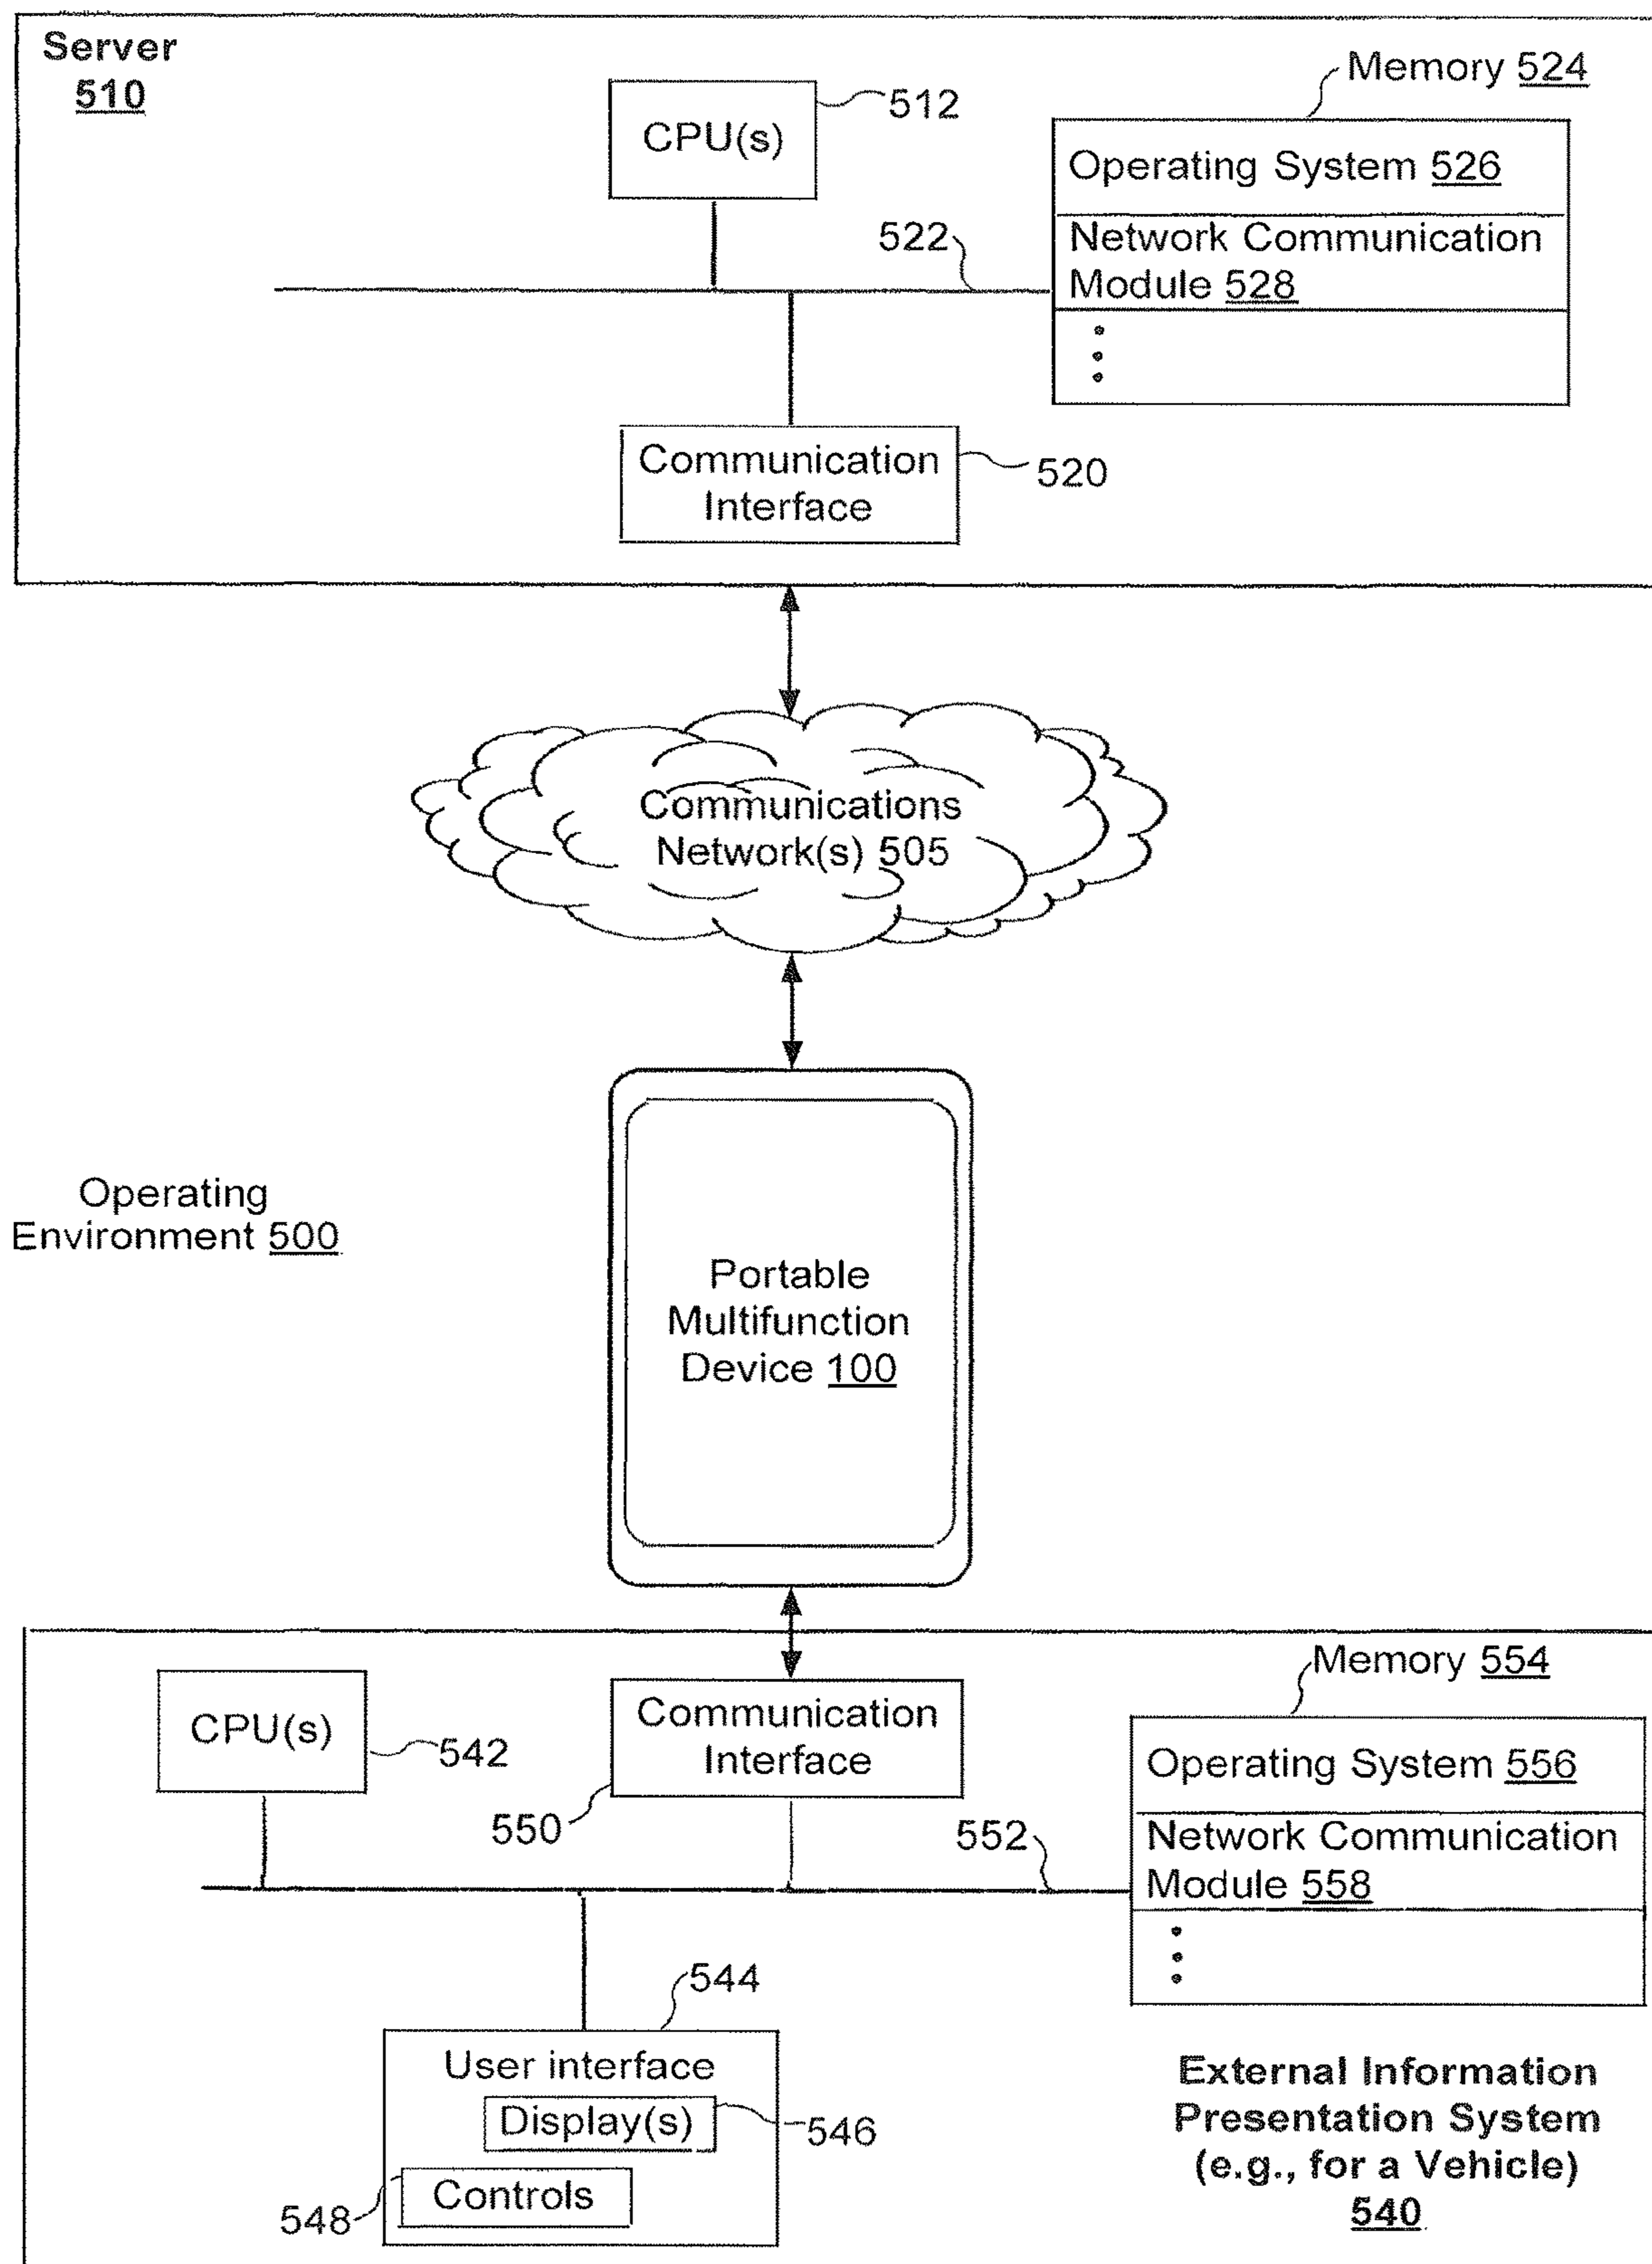 Server
510
CPU(s)
512
Memory 524
Operating System 526
Network Communication
Module 528
522
Communication
Interface
520
Communications
Network(s) 505
Operating
Environment 500
Portable
Multifunction
Device 100
CPU(s)
542
Communication
Interface
550
552
Memory 554
Operating System 556
Network Communication
Module 558
544
User interface
Display(s)
546
Controls
548
External Information
Presentation System
(e.g., for a Vehicle)
540